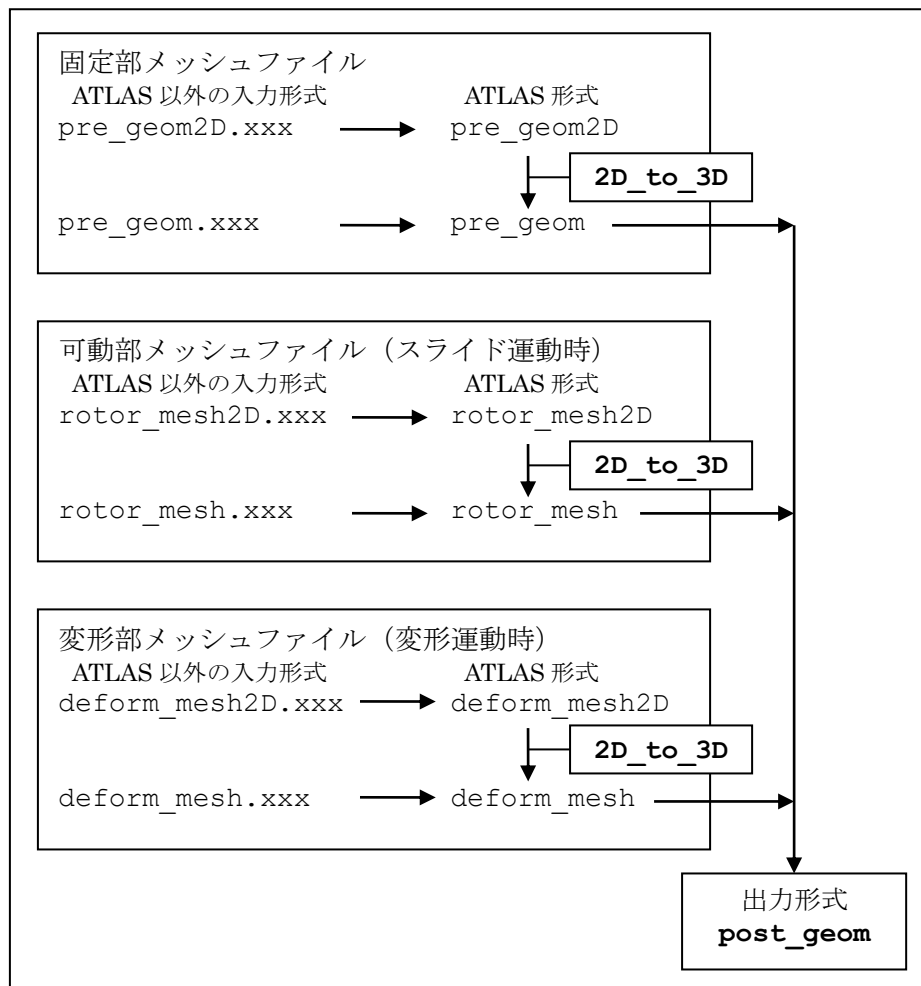 固定部メッシュファイル
ATLAS 以外の入力形式 ATLAS 形式
pre_geom2D.xxx pre_geom2D
2D_to_3D
pre_geom.xxx pre_geom
可動部メッシュファイル（スライド運動時）
ATLAS 以外の入力形式 ATLAS 形式
rotor_mesh2D.xxx rotor_mesh2D
2D_to_3D
rotor_mesh.xxx rotor_mesh
変形部メッシュファイル（変形運動時）
ATLAS 以外の入力形式 ATLAS 形式
deform_mesh2D.xxx deform_mesh2D
2D_to_3D
deform_mesh.xxx deform_mesh
出力形式
post_geom